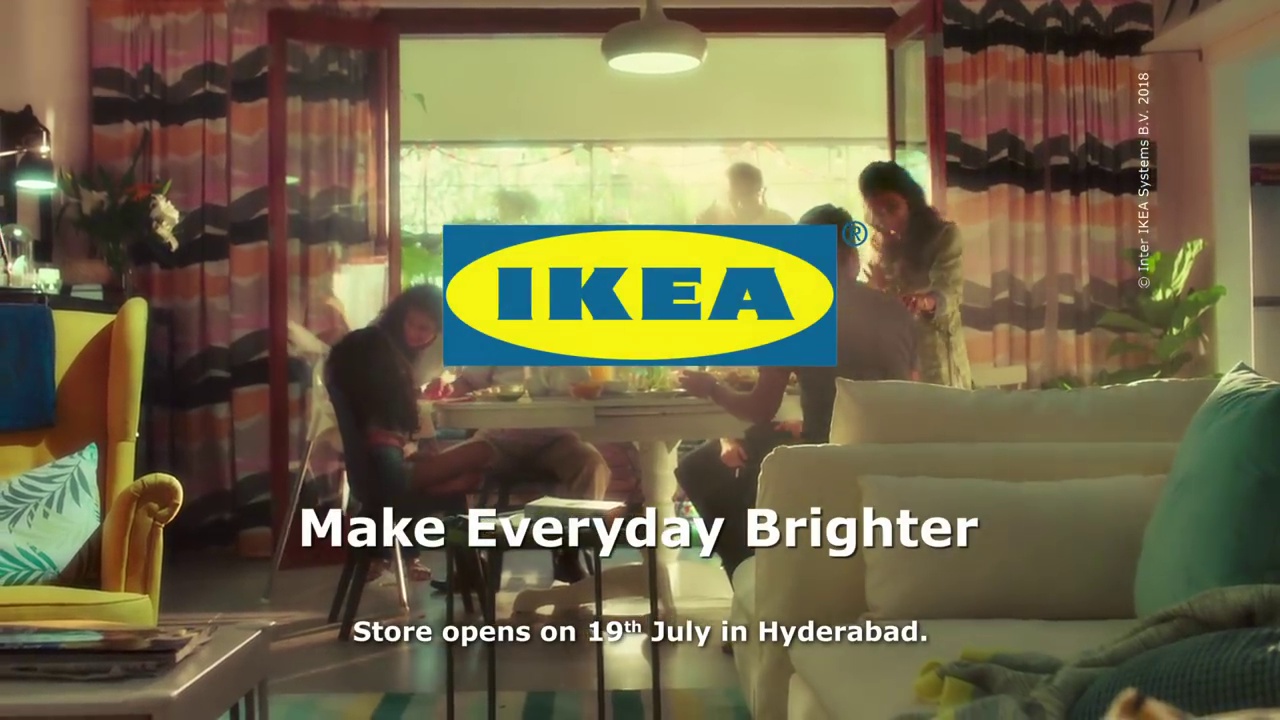 © Inter IKEA Systems B.V. 2018
IKEA®
Make Everyday Brighter
Store opens on 19th July in Hyderabad.